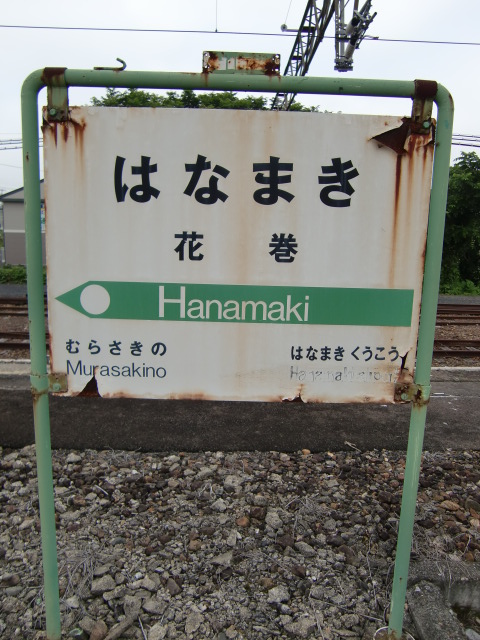 はなまき
花巻
Hanamaki
むらさきの はなまきくうこう
Murasakino